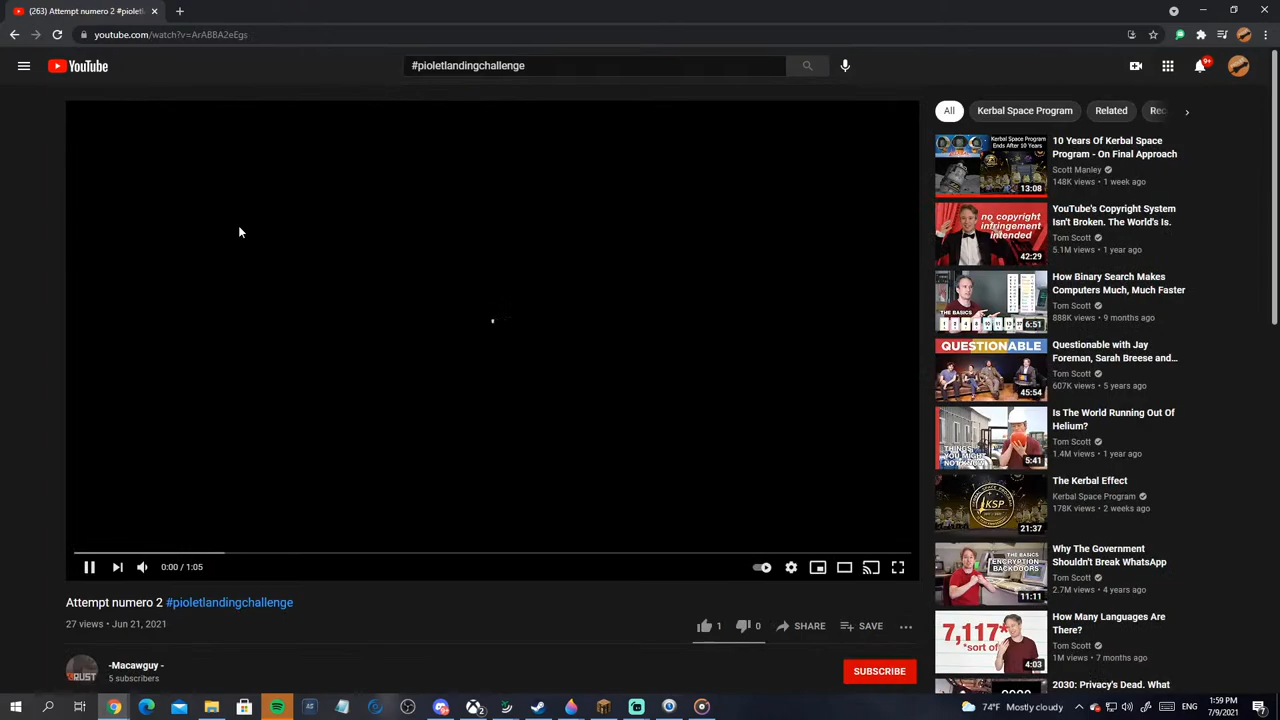 (263) Attempt numero 2 #piolet
youtube.com/watch?v=ArABBA2eEgs
YouTube
#pioletlandingchallenge
9+
All
Kerbal Space Program
Related
Rec
Kerbal Space Program
Ends After 10 Years
13:08
10 Years Of Kerbal Space
Program - On Final Approach
Scott Manley
148K views • 1 week ago
no copyright
infringement
intended
42:29
YouTube's Copyright System
Isn't Broken. The World's Is.
Tom Scott
5.1M views • 1 year ago
THE BASICS
6:51
How Binary Search Makes
Computers Much, Much Faster
Tom Scott
888K views • 9 months ago
QUESTIONABLE
45:54
Questionable with Jay
Foreman, Sarah Breese and...
Tom Scott
607K views • 5 years ago
THINGS
YOU MIGHT
NOT KNOW
5:41
Is The World Running Out Of
Helium?
Tom Scott
1.4M views • 1 year ago
KSP
21:37
The Kerbal Effect
Kerbal Space Program
178K views • 2 weeks ago
THE BASICS
ENCRYPTION
BACKDOORS
11:11
Why The Government
Shouldn't Break WhatsApp
Tom Scott
2.7M views • 4 years ago
7,117*
*sort of
4:03
How Many Languages Are
There?
Tom Scott
1M views • 7 months ago
2030: Privacy's Dead. What
0:00 / 1:05
Attempt numero 2 #pioletlandingchallenge
27 views • Jun 21, 2021
1
0
SHARE
SAVE
RUST
-Macawguy -
5 subscribers
SUBSCRIBE
74°F Mostly cloudy
ENG
1:59 PM
7/9/2021